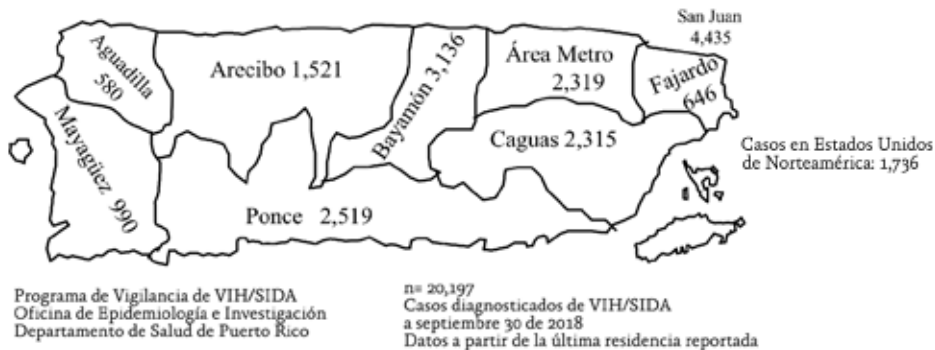 San Juan
4,435
Aguadilla
580
Arecibo 1,521
Bayamón 3,136
Área Metro
2,319
Fajardo
646
Mayagüez 990
Caguas 2,315
Casos en Estados Unidos
de Norteamérica: 1,736
Ponce 2,519
Programa de Vigilancia de VIH/SIDA
Oficina de Epidemiología e Investigación
Departamento de Salud de Puerto Rico
n= 20,197
Casos diagnosticados de VIH/SIDA
a septiembre 30 de 2018
Datos a partir de la última residencia reportada